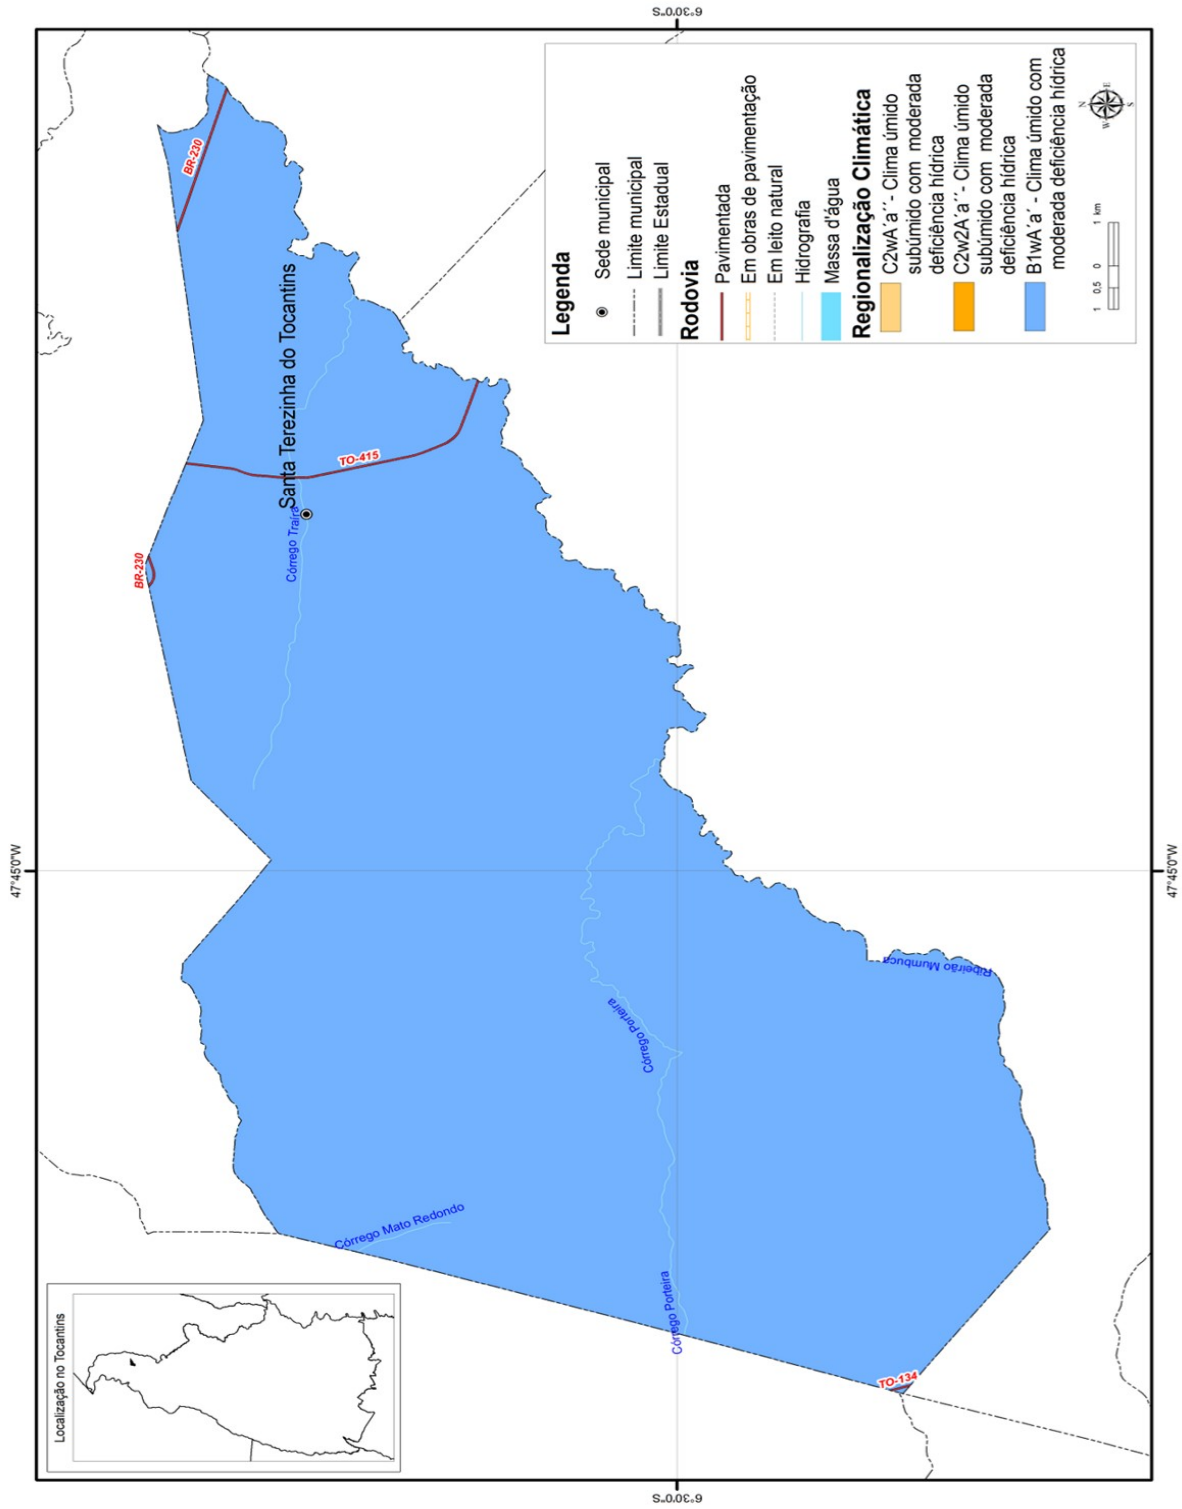 6°30'0"S
47°45'0"W
Localização no Tocantins
BR-230
BR-230
TO-415
TO-134
Santa Terezinha do Tocantins
Córrego Traíra
Córrego Mato Redondo
Córrego Porteira
Córrego Porteira
Ribeirão Mumbuca
Legenda
Sede municipal
Limite municipal
Limite Estadual
Rodovia
Pavimentada
Em obras de pavimentação
Em leito natural
Hidrografia
Massa d'água
Regionalização Climática
C2wA´a´´- Clima úmido
subúmido com moderada
deficiência hídrica
C2w2A´a´´- Clima úmido
subúmido com moderada
deficiência hídrica
B1wA´a´ - Clima úmido com
moderada deficiência hídrica
1 0,5 0 1 km
N
W E
S
47°45'0"W
6°30'0"S